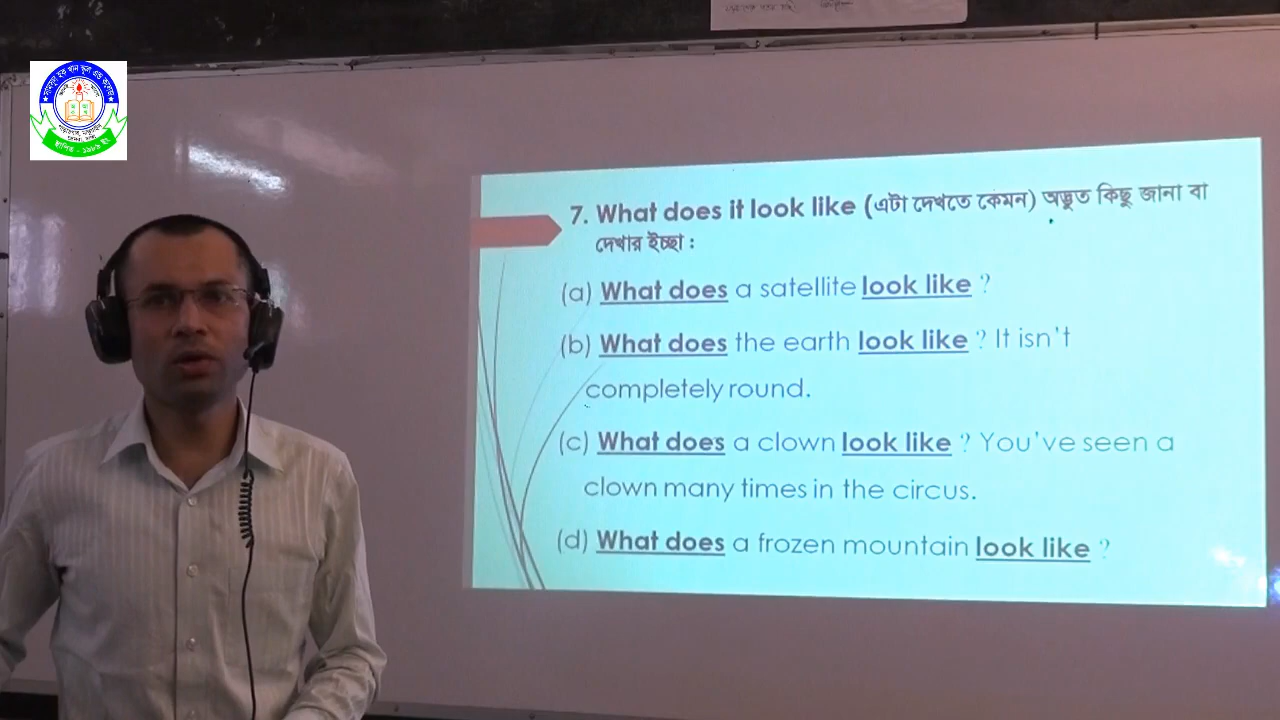 7. What does it look like (এটা দেখতে কেমন) অদ্ভুত কিছু জানা বা
দেখার ইচ্ছা :
(a) What does a satellite look like ?
(b) What does the earth look like ? It isn't
completely round.
(c) What does a clown look like ? You've seen a
clown many times in the circus.
(d) What does a frozen mountain look like ?
স্থাপিত - ১৯৮৯ ইং